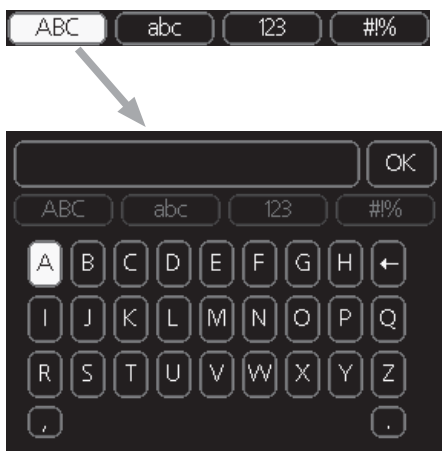 ABC abc 123 #!%
OK
ABC abc 123 #!%
A B C D E F G H ←
I J K L M N O P Q
R S T U V W X Y Z
, .